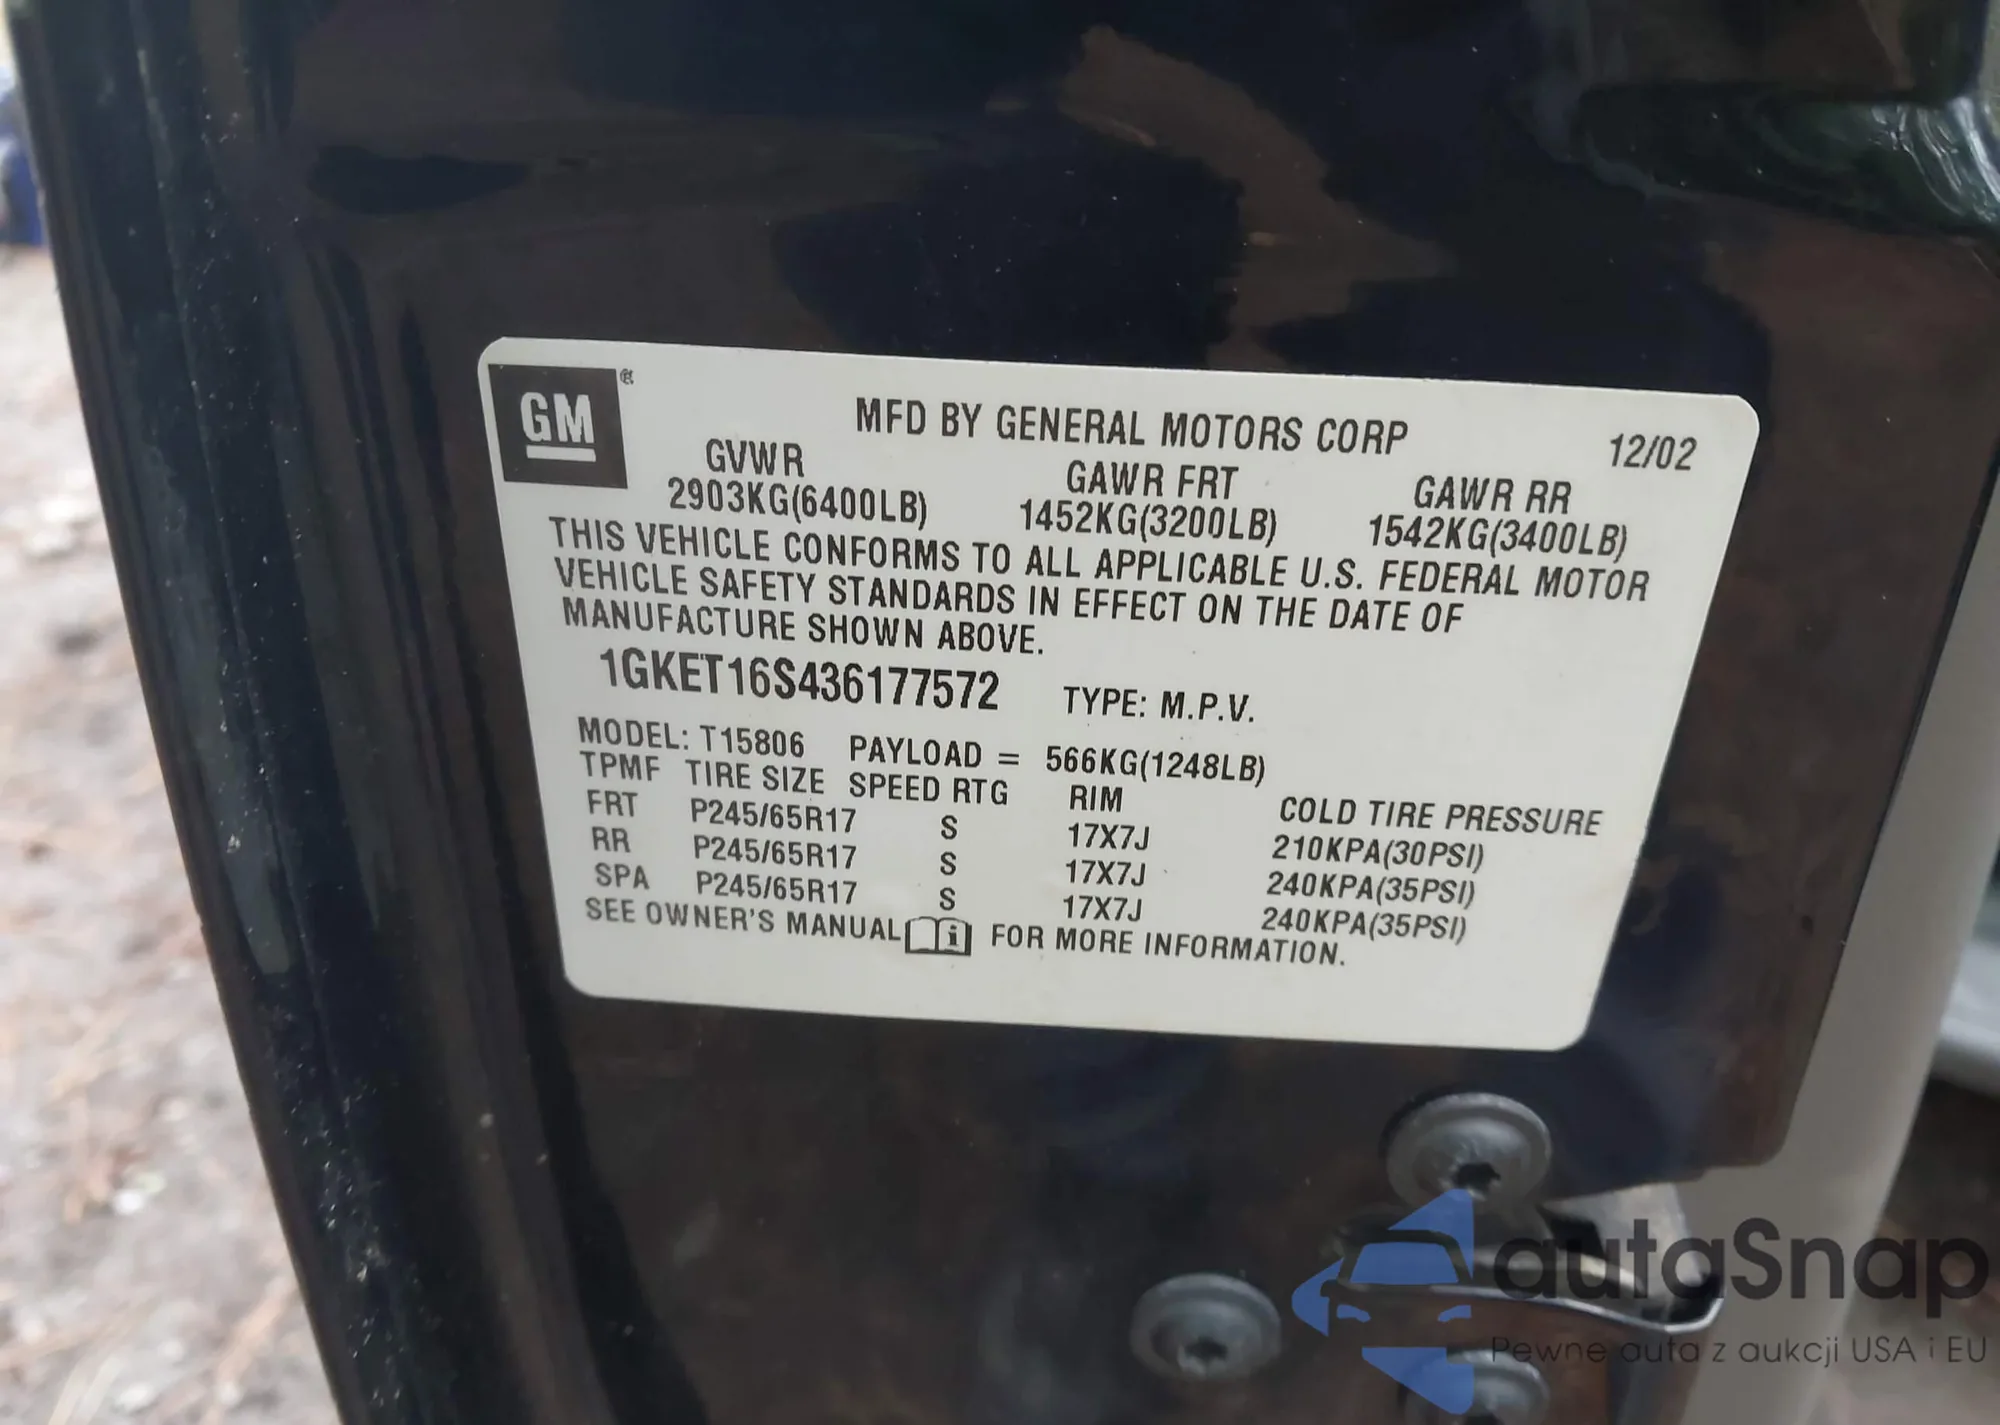 GM
MFD BY GENERAL MOTORS CORP 12/02
GVWR GAWR FRT GAWR RR
2903KG(6400LB) 1452KG(3200LB) 1542KG(3400LB)
THIS VEHICLE CONFORMS TO ALL APPLICABLE U.S. FEDERAL MOTOR
VEHICLE SAFETY STANDARDS IN EFFECT ON THE DATE OF
MANUFACTURE SHOWN ABOVE.
1GKET16S436177572 TYPE: M.P.V.
MODEL: T15806 PAYLOAD = 566KG(1248LB)
TPMF TIRE SIZE SPEED RTG RIM COLD TIRE PRESSURE
FRT P245/65R17 S 17X7J 210KPA(30PSI)
RR P245/65R17 S 17X7J 240KPA(35PSI)
SPA P245/65R17 S 17X7J 240KPA(35PSI)
SEE OWNER'S MANUAL i FOR MORE INFORMATION.
autaSnap
Pewne auta z aukcji USA i EU